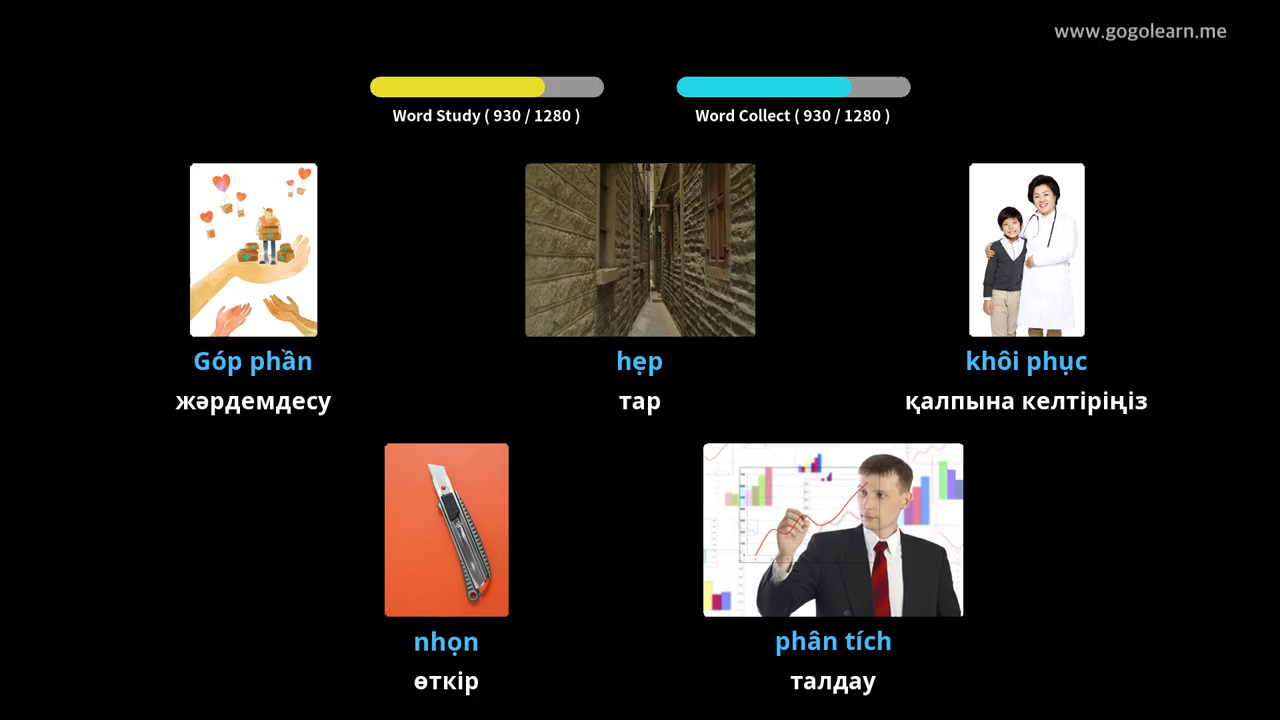 www.gogolearn.me
Word Study ( 930 / 1280 )
Word Collect ( 930 / 1280 )
Góp phần
жәрдемдесу
hẹp
тар
khôi phục
қалпына келтіріңіз
nhọn
өткір
phân tích
талдау